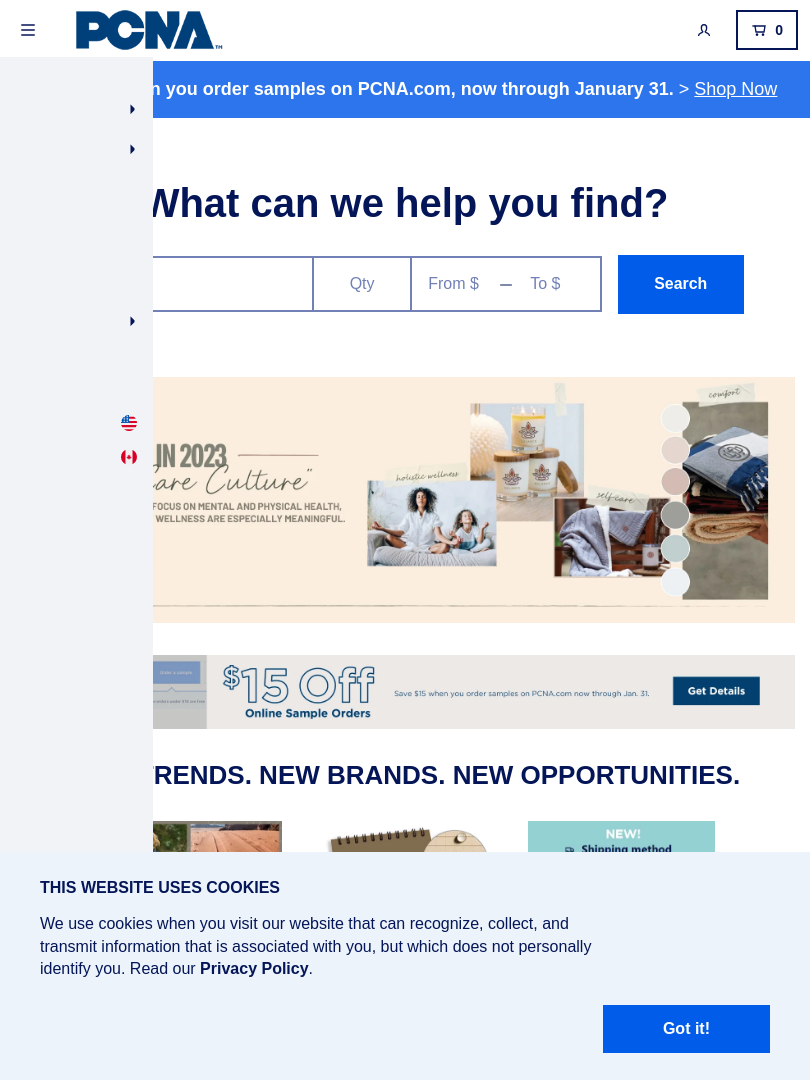 PCNA™
0
n you order samples on PCNA.com, now through January 31. > Shop Now
What can we help you find?
Qty
From $ – To $
Search
IN 2023
Care Culture"
FOCUS ON MENTAL AND PHYSICAL HEALTH,
WELLNESS ARE ESPECIALLY MEANINGFUL.
holistic wellness
selfcare
comfort
$15 Off
Online Sample Orders
Save $15 when you order samples on PCNA.com now through Jan. 31.
Get Details
TRENDS. NEW BRANDS. NEW OPPORTUNITIES.
NEW!
Shipping method
THIS WEBSITE USES COOKIES
We use cookies when you visit our website that can recognize, collect, and
transmit information that is associated with you, but which does not personally
identify you. Read our Privacy Policy.
Got it!